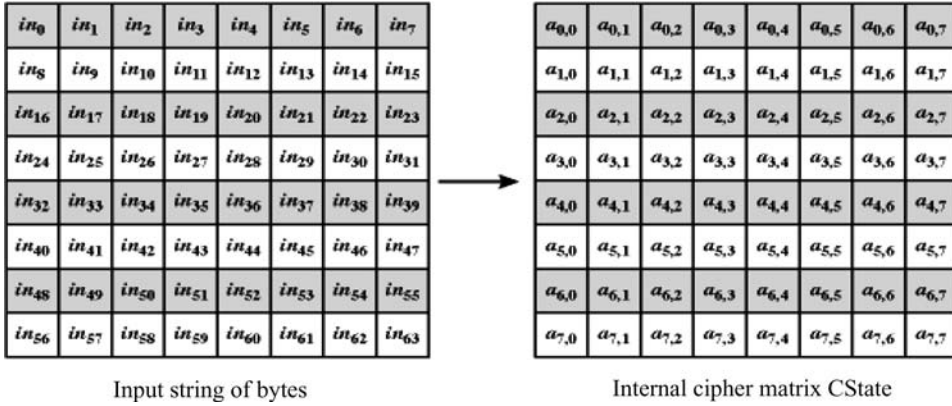 in0 in1 in2 in3 in4 in5 in6 in7
in8 in9 in10 in11 in12 in13 in14 in15
in16 in17 in18 in19 in20 in21 in22 in23
in24 in25 in26 in27 in28 in29 in30 in31
in32 in33 in34 in35 in36 in37 in38 in39
in40 in41 in42 in43 in44 in45 in46 in47
in48 in49 in50 in51 in52 in53 in54 in55
in56 in57 in58 in59 in60 in61 in62 in63
Input string of bytes
a0,0 a0,1 a0,2 a0,3 a0,4 a0,5 a0,6 a0,7
a1,0 a1,1 a1,2 a1,3 a1,4 a1,5 a1,6 a1,7
a2,0 a2,1 a2,2 a2,3 a2,4 a2,5 a2,6 a2,7
a3,0 a3,1 a3,2 a3,3 a3,4 a3,5 a3,6 a3,7
a4,0 a4,1 a4,2 a4,3 a4,4 a4,5 a4,6 a4,7
a5,0 a5,1 a5,2 a5,3 a5,4 a5,5 a5,6 a5,7
a6,0 a6,1 a6,2 a6,3 a6,4 a6,5 a6,6 a6,7
a7,0 a7,1 a7,2 a7,3 a7,4 a7,5 a7,6 a7,7
Internal cipher matrix CState